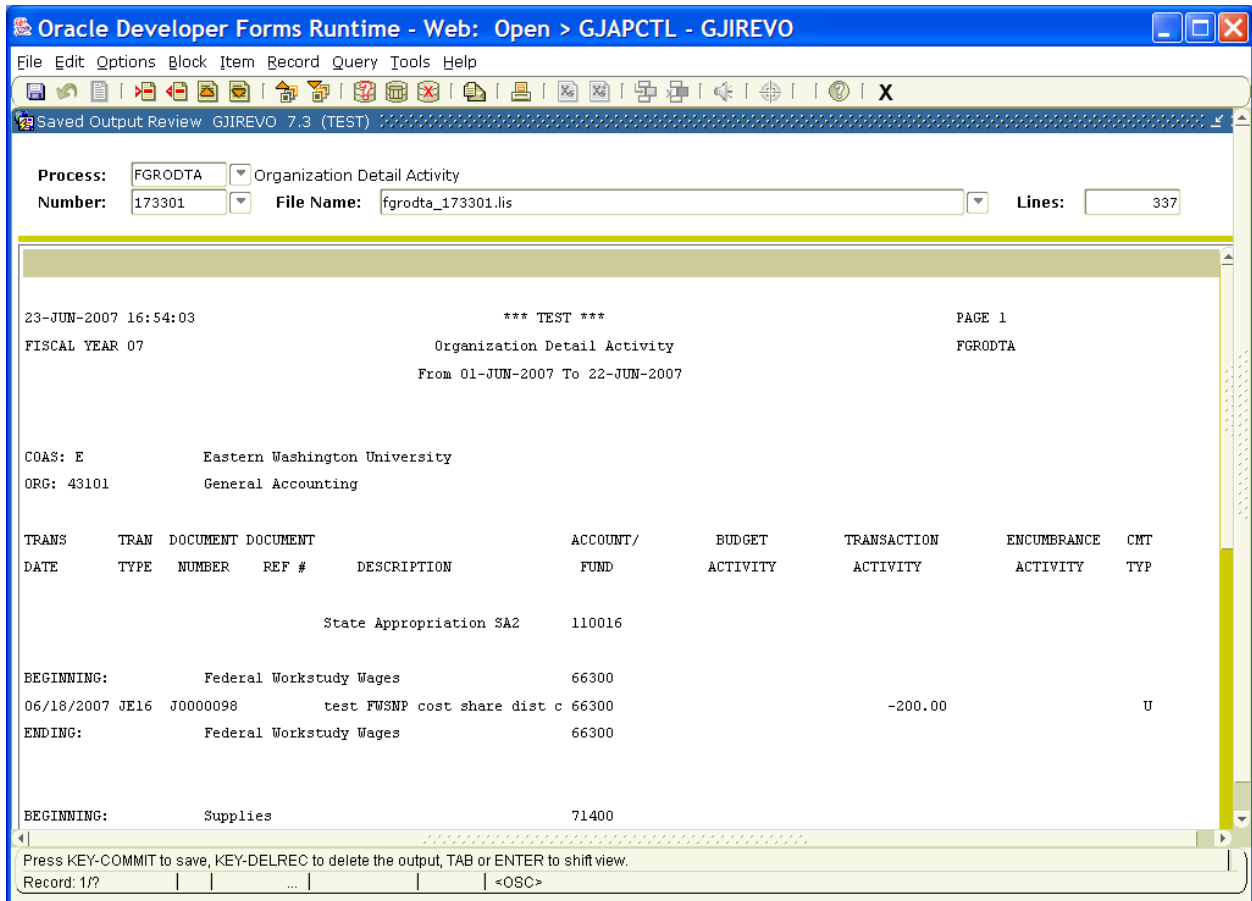 Oracle Developer Forms Runtime - Web: Open > GJAPCTL - GJIREVO
File Edit Options Block Item Record Query Tools Help
Saved Output Review GJIREVO 7.3 (TEST)
Process: FGRODTA Organization Detail Activity
Number: 173301 File Name: fgrodta_173301.lis Lines: 337
23-JUN-2007 16:54:03 *** TEST *** PAGE 1
FISCAL YEAR 07 Organization Detail Activity FGRODTA
From 01-JUN-2007 To 22-JUN-2007
COAS: E Eastern Washington University
ORG: 43101 General Accounting
TRANS TRAN DOCUMENT DOCUMENT ACCOUNT/ BUDGET TRANSACTION ENCUMBRANCE CMT
DATE TYPE NUMBER REF # DESCRIPTION FUND ACTIVITY ACTIVITY ACTIVITY TYP
State Appropriation SA2 110016
BEGINNING: Federal Workstudy Wages 66300
06/18/2007 JE16 J0000098 test FWSNP cost share dist c 66300 -200.00 U
ENDING: Federal Workstudy Wages 66300
BEGINNING: Supplies 71400
Press KEY-COMMIT to save, KEY-DELREC to delete the output, TAB or ENTER to shift view.
Record: 1/? ... <OSC>